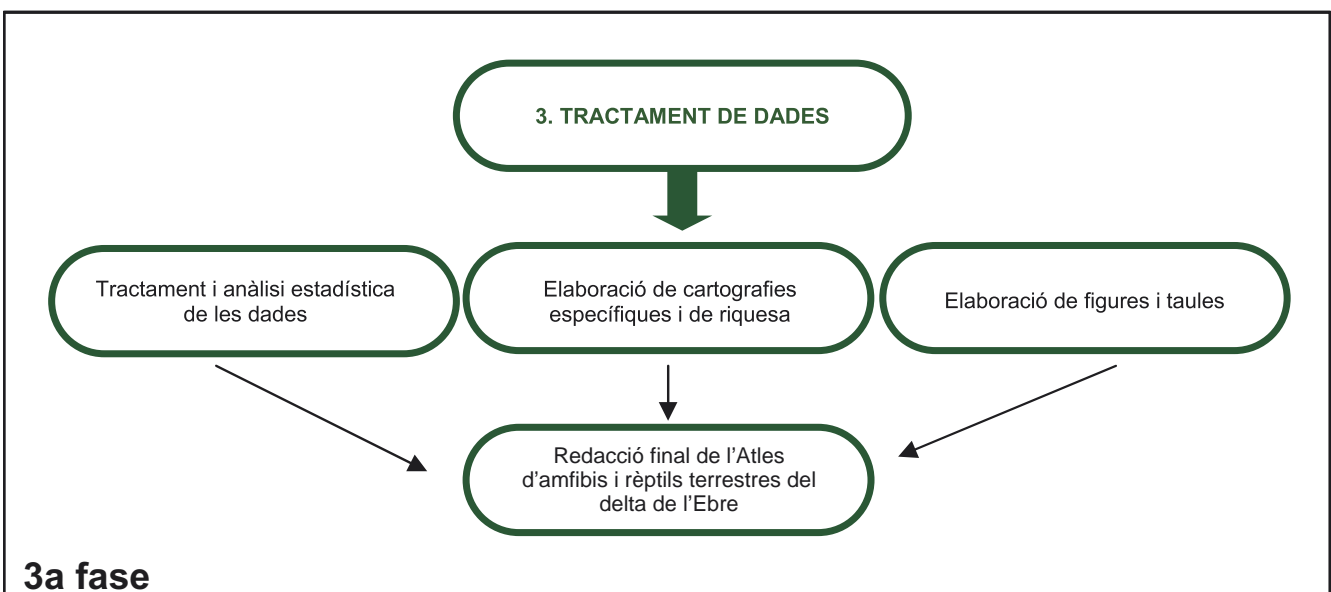 3. TRACTAMENT DE DADES
Tractament i anàlisi estadística
de les dades
Elaboració de cartografies
específiques i de riquesa
Elaboració de figures i taules
Redacció final de l’Atles
d’amfibis i rèptils terrestres del
delta de l’Ebre
3a fase